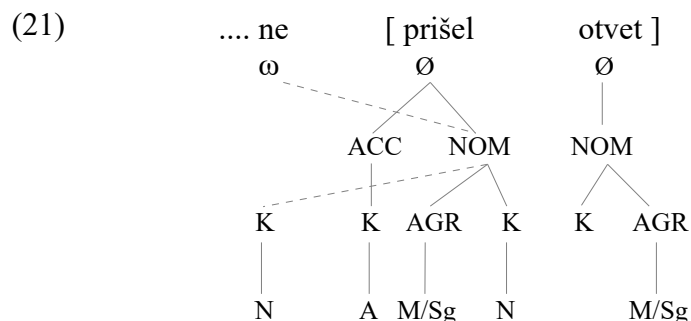 (21) .... ne [ prišel otvet ]
ω Ø Ø
ACC NOM NOM
K K AGR K K AGR
N A M/Sg N M/Sg